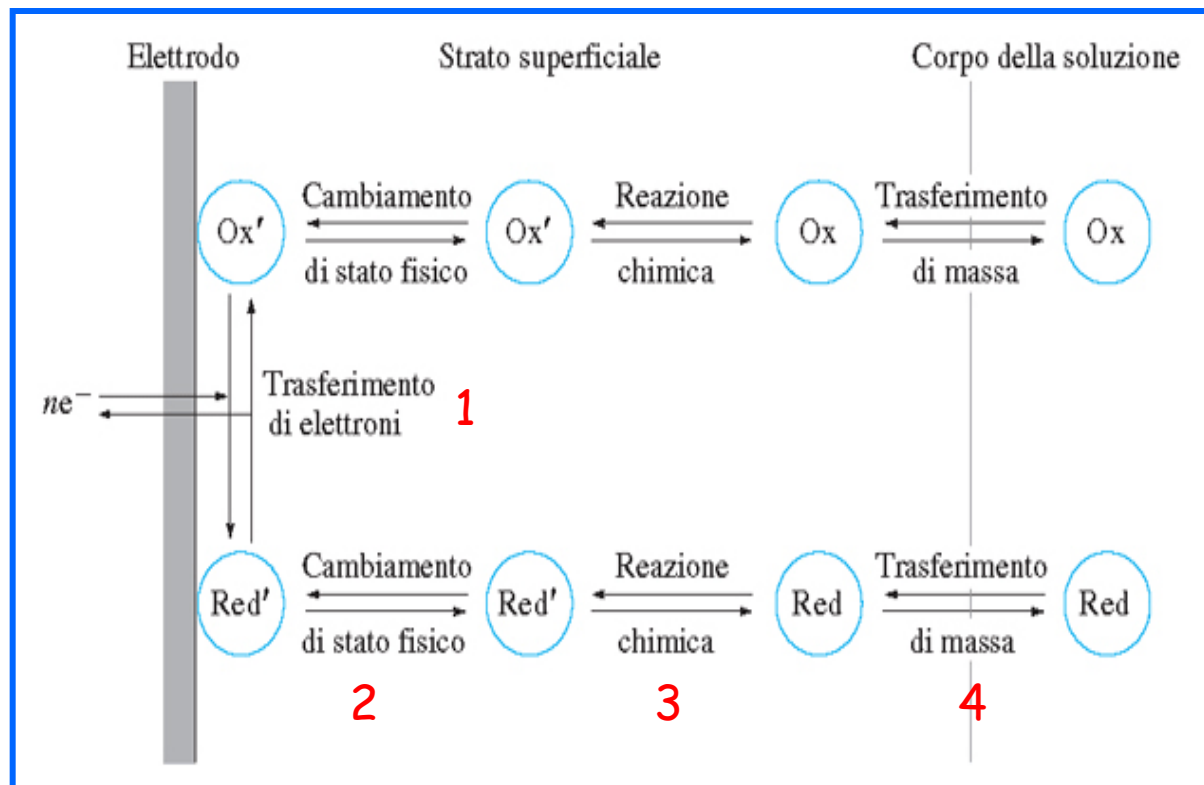 Elettrodo Strato superficiale Corpo della soluzione
Cambiamento Reazione Trasferimento
Ox′ Ox′ Ox Ox
di stato fisico chimica di massa
Trasferimento
ne⁻ 1
di elettroni
Cambiamento Reazione Trasferimento
Red′ Red′ Red Red
di stato fisico chimica di massa
2 3 4